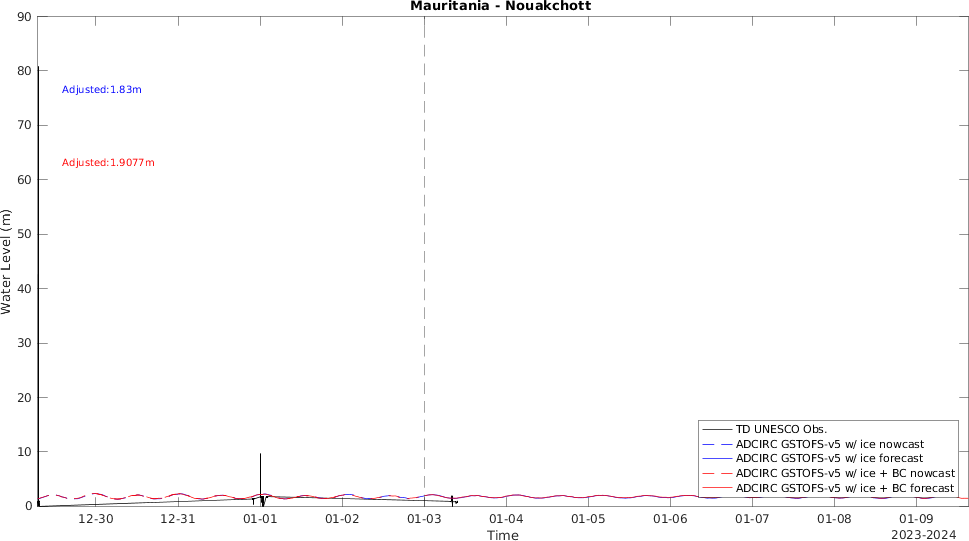 Mauritania - Nouakchott
90
80
70
60
50
40
30
20
10
0
Water Level (m)
Adjusted:1.83m
Adjusted:1.9077m
TD UNESCO Obs.
ADCIRC GSTOFS-v5 w/ ice nowcast
ADCIRC GSTOFS-v5 w/ ice forecast
ADCIRC GSTOFS-v5 w/ ice + BC nowcast
ADCIRC GSTOFS-v5 w/ ice + BC forecast
12-30 12-31 01-01 01-02 01-03 01-04 01-05 01-06 01-07 01-08 01-09
Time
2023-2024